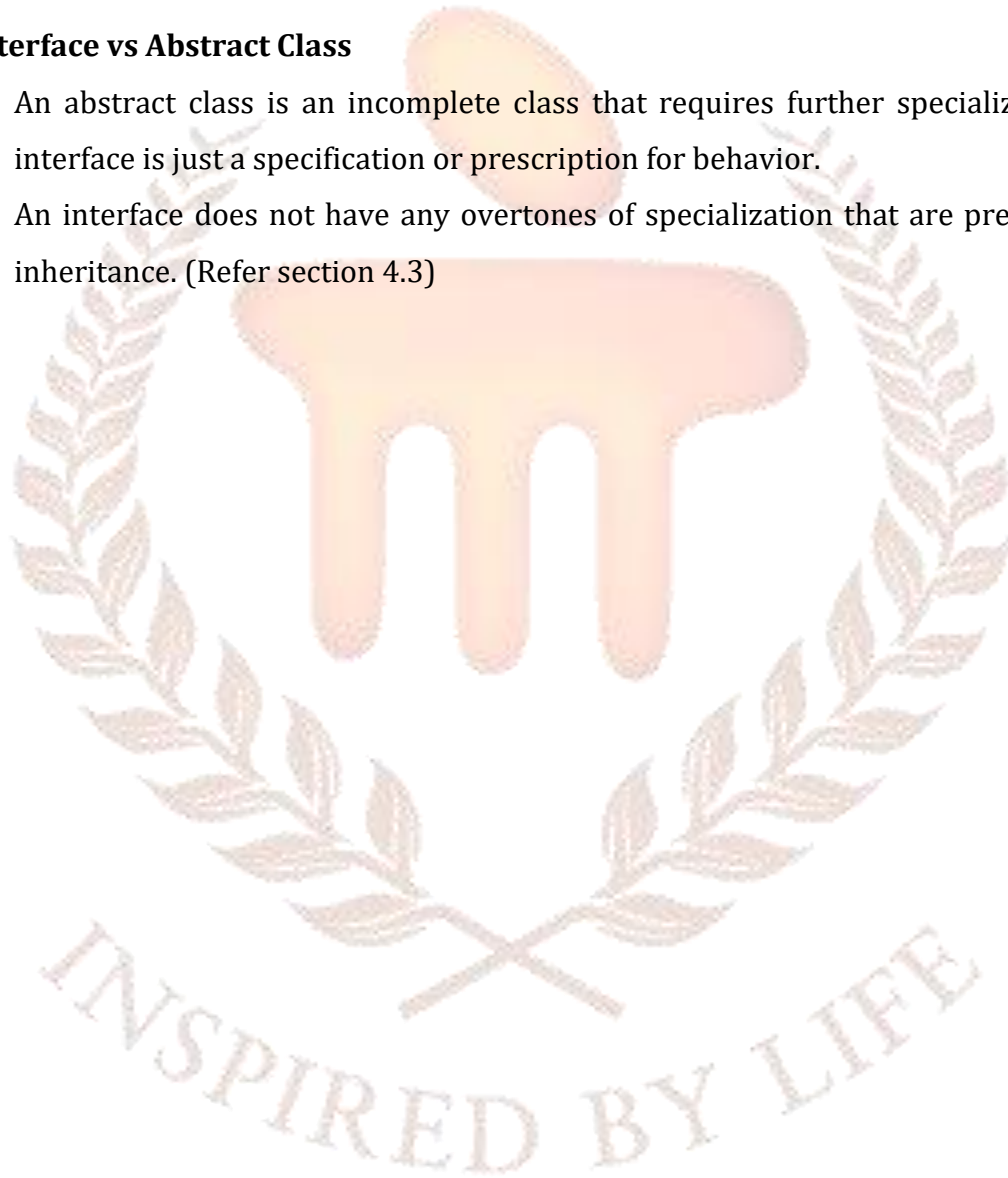 terface vs Abstract Class
An abstract class is an incomplete class that requires further specializ
interface is just a specification or prescription for behavior.
An interface does not have any overtones of specialization that are pre
inheritance. (Refer section 4.3)
INSPIRED BY LIFE